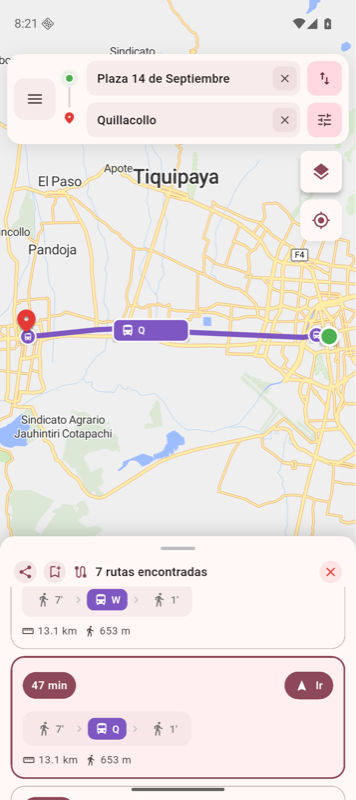 8:21
Sindicato
Plaza 14 de Septiembre
Quillacollo
Apote
Tiquipaya
El Paso
ncollo
F4
Pandoja
Q
Sindicato Agrario
Jauhintiri Cotapachi
7 rutas encontradas
7' W 1'
13.1 km 653 m
47 min Ir
7' Q 1'
13.1 km 653 m